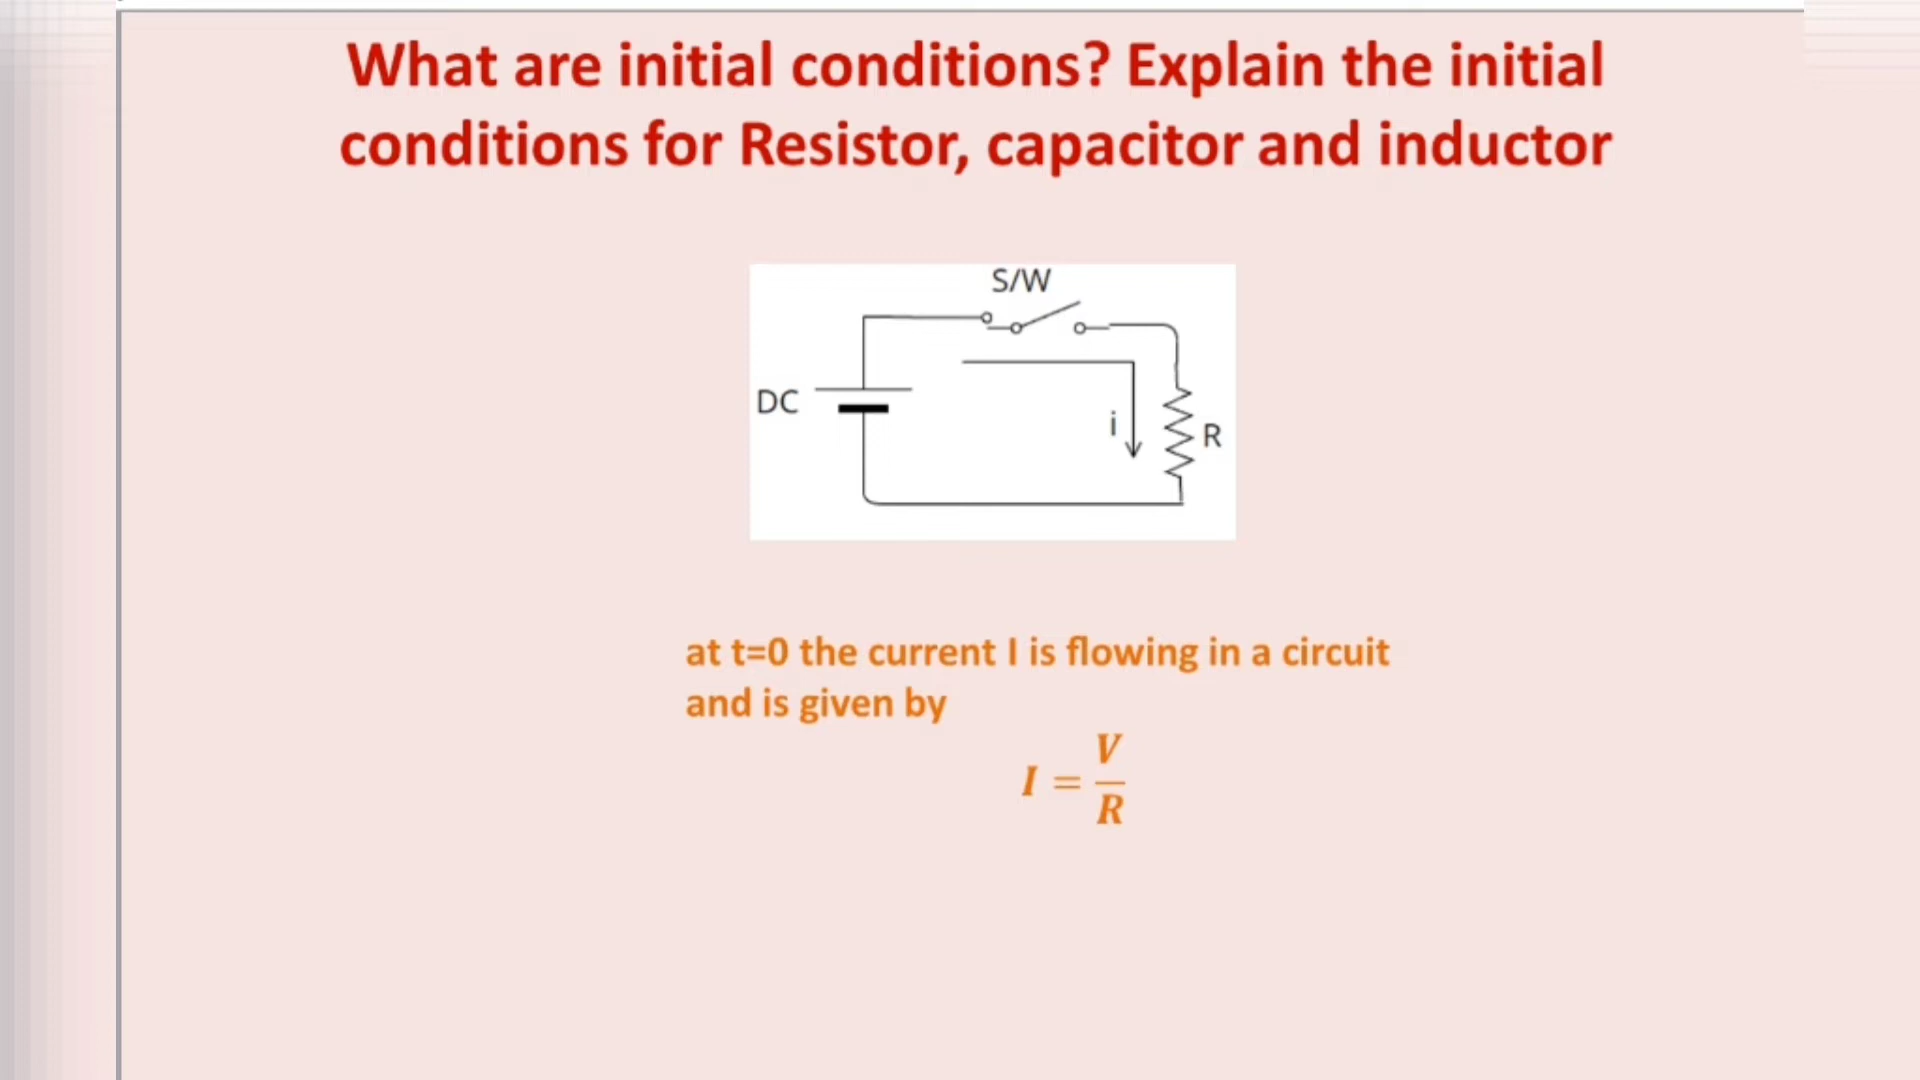 What are initial conditions? Explain the initial
conditions for Resistor, capacitor and inductor
S/W
DC
i
R
at t=0 the current I is flowing in a circuit
and is given by
I = V/R